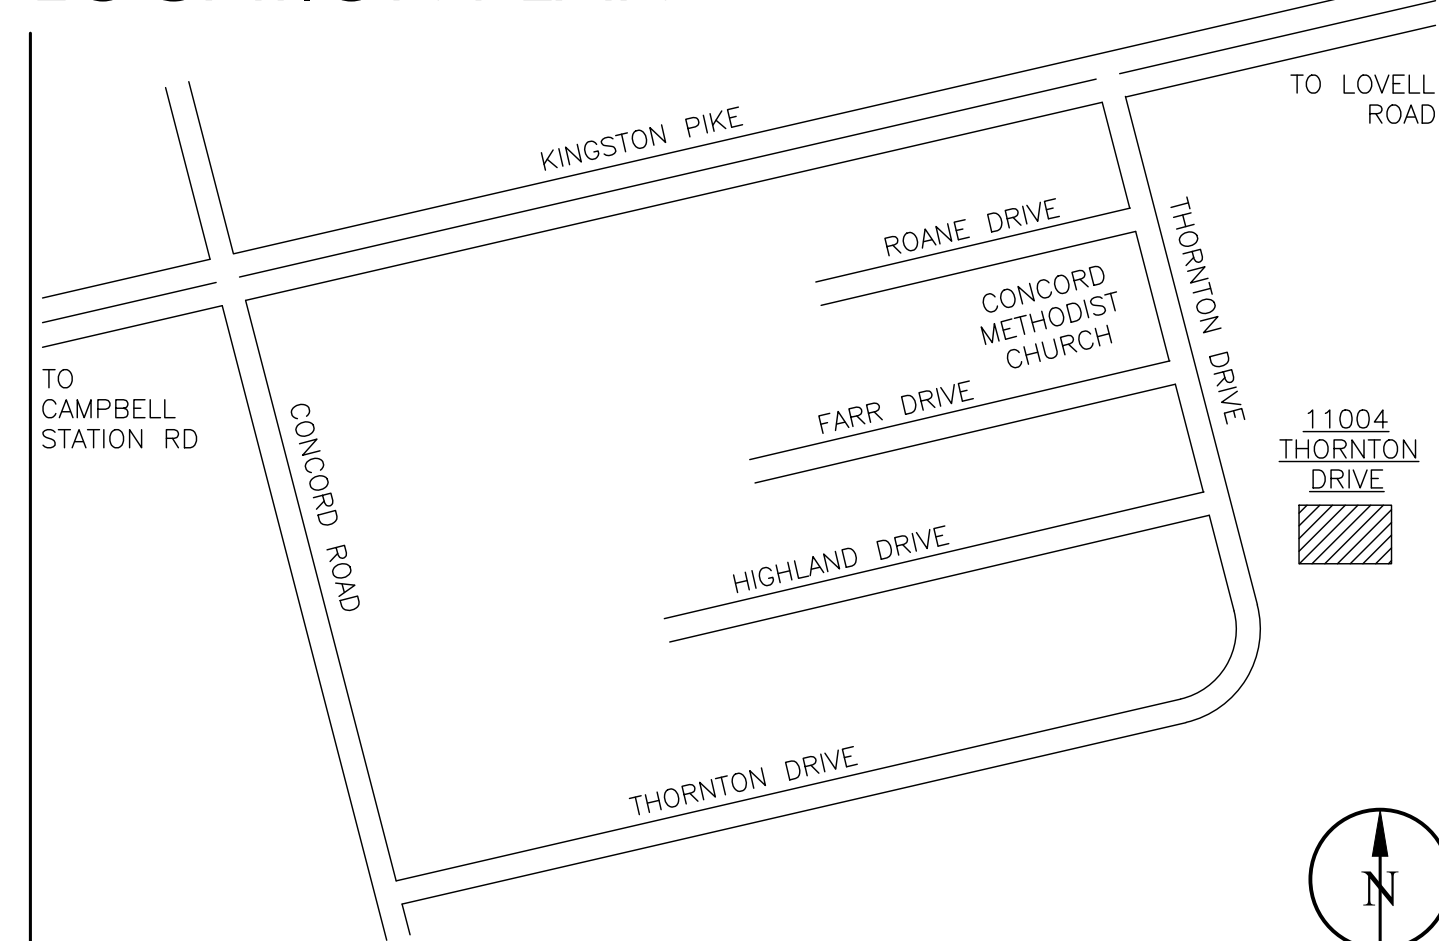 KINGSTON PIKE
TO LOVELL
ROAD
ROANE DRIVE
THORNTON DRIVE
CONCORD
METHODIST
CHURCH
TO
CAMPBELL
STATION RD
CONCORD ROAD
FARR DRIVE
11004
THORNTON
DRIVE
HIGHLAND DRIVE
THORNTON DRIVE
N